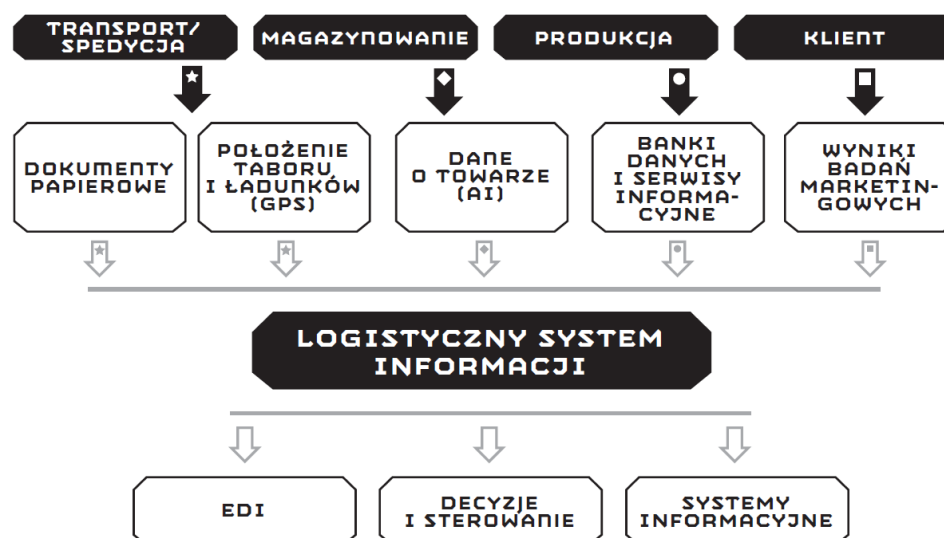 TRANSPORT/
SPEDYCJA
MAGAZYNOWANIE
PRODUKCJA
KLIENT
DOKUMENTY
PAPIEROWE
POŁOŻENIE
TABORU
I ŁADUNKÓW
(GPS)
DANE
O TOWARZE
(AI)
BANKI
DANYCH
I SERWISY
INFORMA-
CYJNE
WYNIKI
BADAŃ
MARKETIN-
GOWYCH
LOGISTYCZNY SYSTEM
INFORMACJI
EDI
DECYZJE
I STEROWANIE
SYSTEMY
INFORMACYJNE